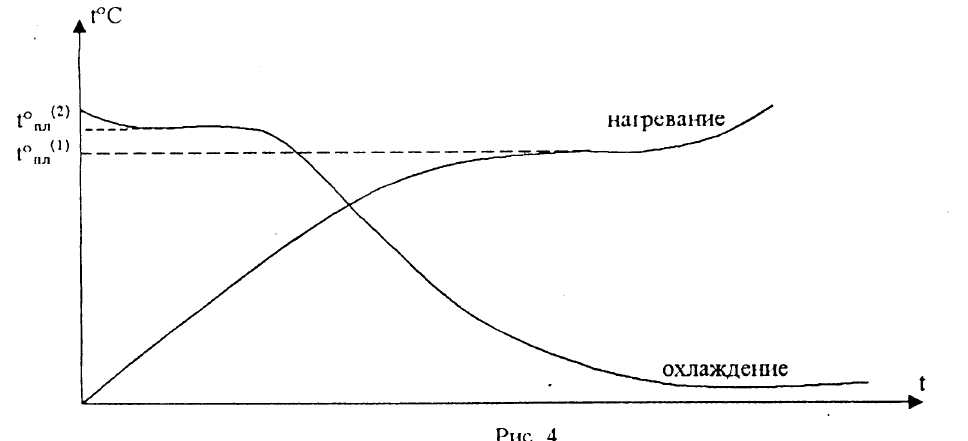 t°C
t°пл(2)
нагревание
t°пл(1)
охлаждение
t
Рис. 4